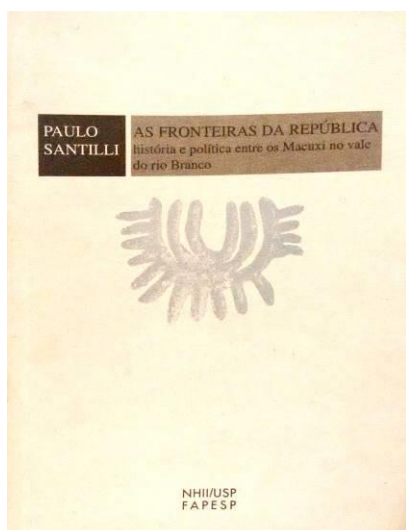 PAULO
SANTILLI
AS FRONTEIRAS DA REPÚBLICA
história e política entre os Macuxi no vale
do rio Branco
NHII/USP
FAPESP